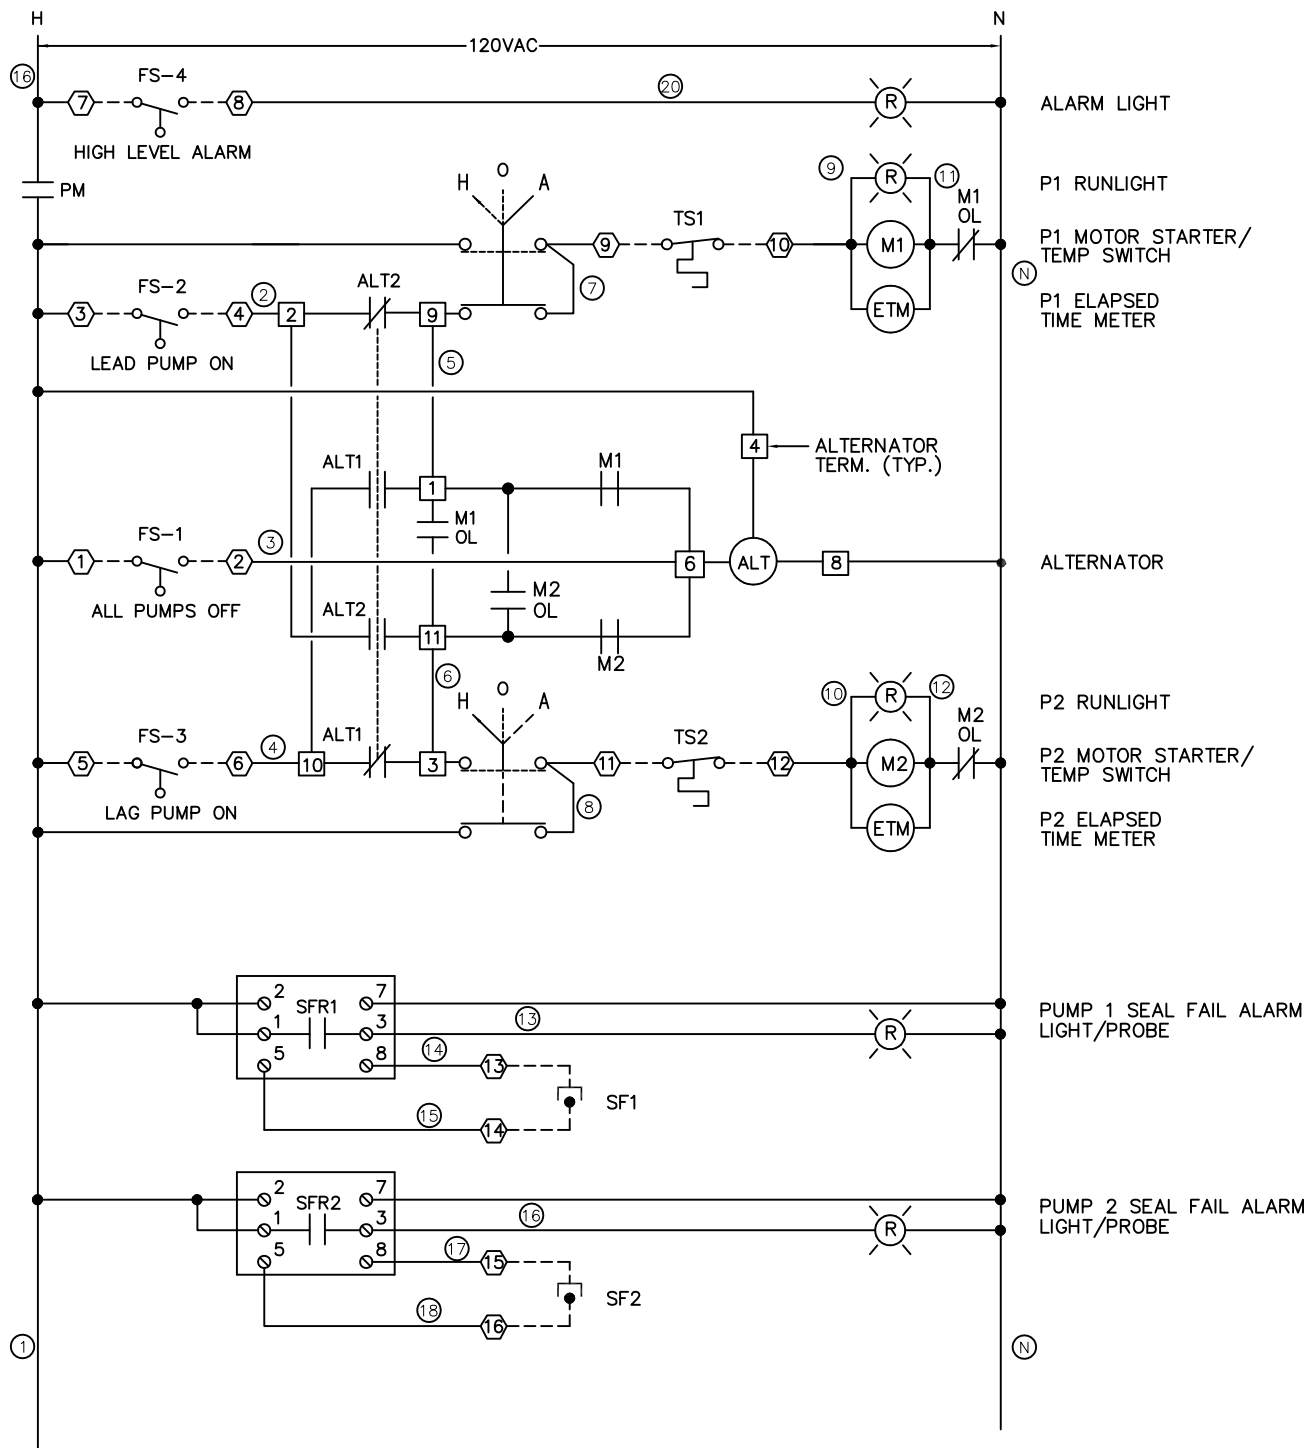 H
N
120VAC
16
FS-4
7
8
20
R
ALARM LIGHT
HIGH LEVEL ALARM
PM
H
O
A
9
R
11
P1 RUNLIGHT
M1
OL
TS1
9
10
M1
P1 MOTOR STARTER/
TEMP SWITCH
N
7
FS-2
3
4
2
2
ALT2
9
ETM
P1 ELAPSED
TIME METER
LEAD PUMP ON
5
4
ALTERNATOR
TERM. (TYP.)
ALT1
1
M1
M1
OL
FS-1
1
2
3
6
ALT
8
ALTERNATOR
ALL PUMPS OFF
M2
OL
ALT2
11
M2
6
H
O
A
10
R
12
P2 RUNLIGHT
M2
OL
FS-3
5
6
4
10
ALT1
3
11
TS2
12
M2
P2 MOTOR STARTER/
TEMP SWITCH
LAG PUMP ON
8
ETM
P2 ELAPSED
TIME METER
2
7
SFR1
1
3
13
R
PUMP 1 SEAL FAIL ALARM
LIGHT/PROBE
5
8
14
13
SF1
15
14
2
7
SFR2
1
3
16
R
PUMP 2 SEAL FAIL ALARM
LIGHT/PROBE
5
8
17
15
SF2
18
16
1
N